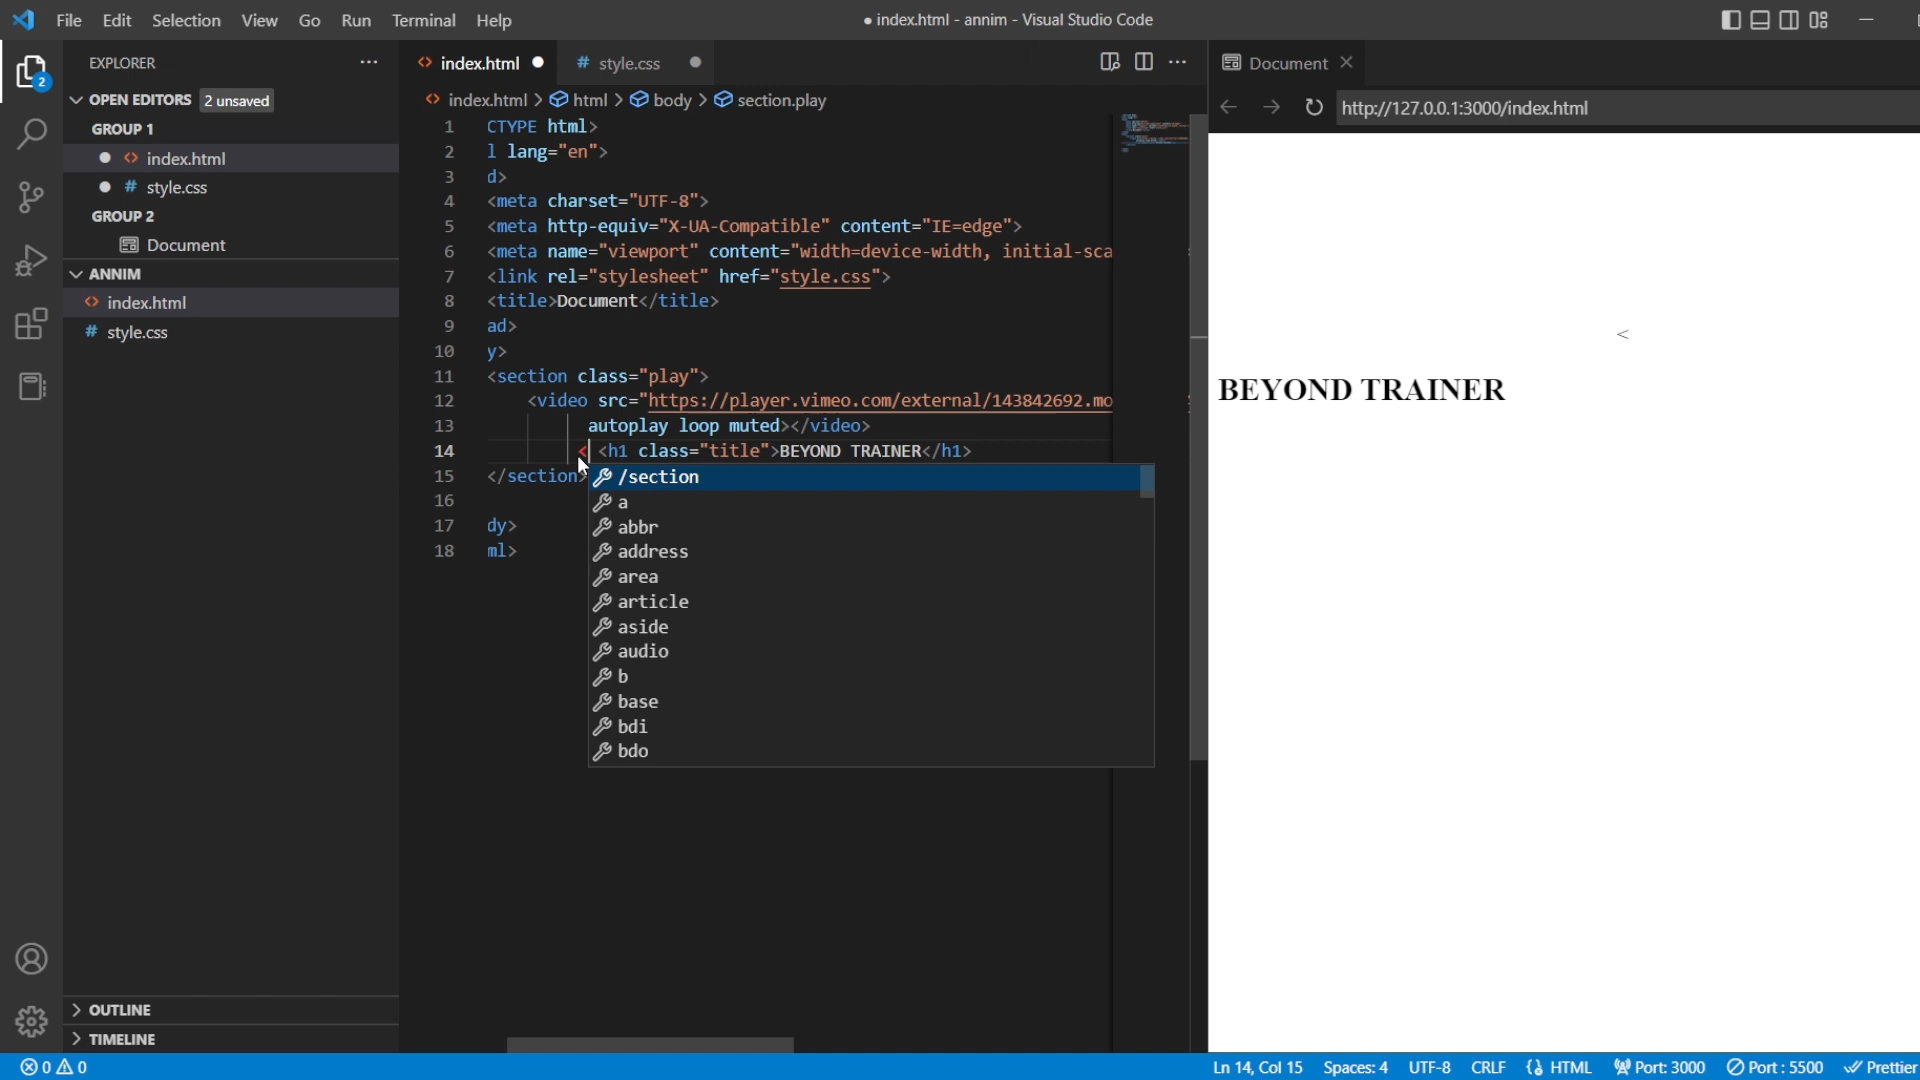 File Edit Selection View Go Run Terminal Help
● index.html - annim - Visual Studio Code
EXPLORER
OPEN EDITORS 2 unsaved
GROUP 1
index.html
# style.css
GROUP 2
Document
ANNIM
index.html
# style.css
OUTLINE
TIMELINE
2
index.html
# style.css
index.html > html > body > section.play
1 CTYPE html>
2 l lang="en">
3 d>
4 <meta charset="UTF-8">
5 <meta http-equiv="X-UA-Compatible" content="IE=edge">
6 <meta name="viewport" content="width=device-width, initial-sca
7 <link rel="stylesheet" href="style.css">
8 <title>Document</title>
9 ad>
10 y>
11 <section class="play">
12 <video src="https://player.vimeo.com/external/143842692.mo
13 autoplay loop muted></video>
14 < <h1 class="title">BEYOND TRAINER</h1>
15 </section>
16
17 dy>
18 ml>
/section
a
abbr
address
area
article
aside
audio
b
base
bdi
bdo
Document
http://127.0.0.1:3000/index.html
<
BEYOND TRAINER
0 0
Ln 14, Col 15 Spaces: 4 UTF-8 CRLF HTML Port: 3000 Port : 5500 Prettier